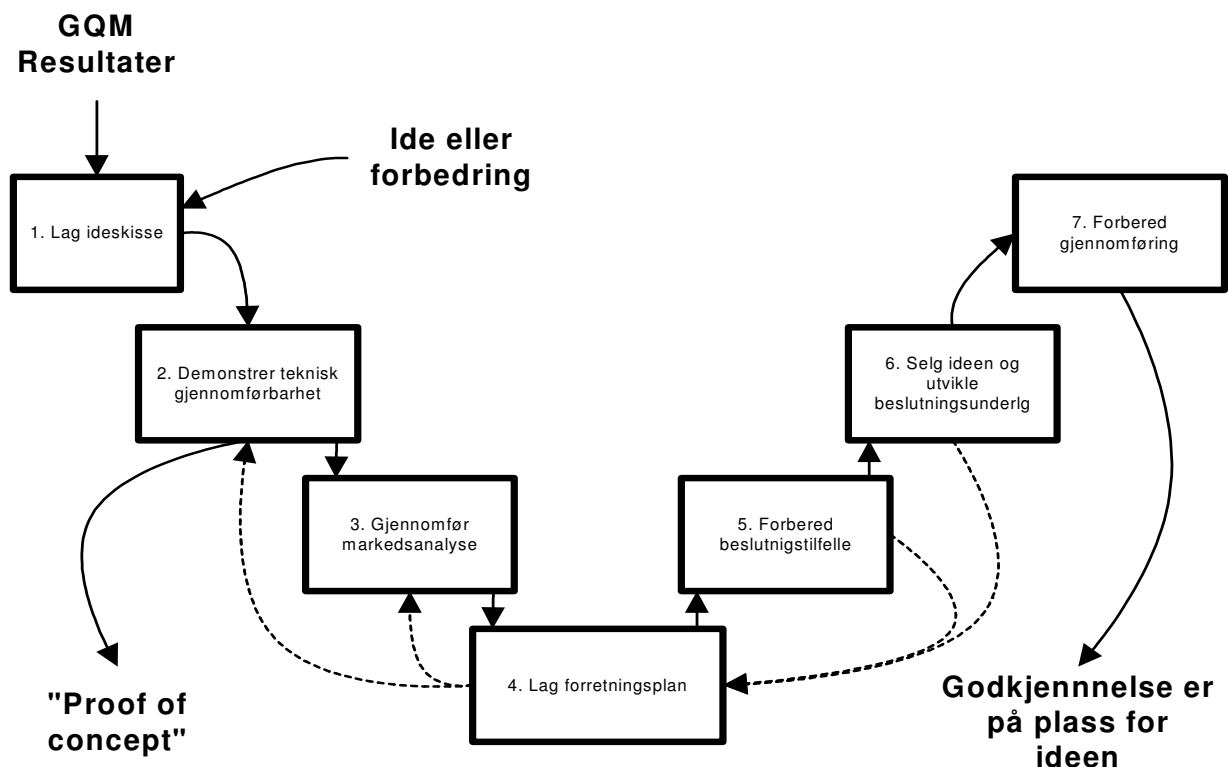 GQM
Resultater
Ide eller
forbedring
1. Lag ideskisse
7. Forbered
gjennomføring
2. Demonstrer teknisk
gjennomførbarhet
6. Selg ideen og
utvikle
beslutningsunderlg
3. Gjennomfør
markedsanalyse
5. Forbered
beslutnigstilfelle
4. Lag forretningsplan
"Proof of
concept"
Godkjennnelse er
på plass for
ideen